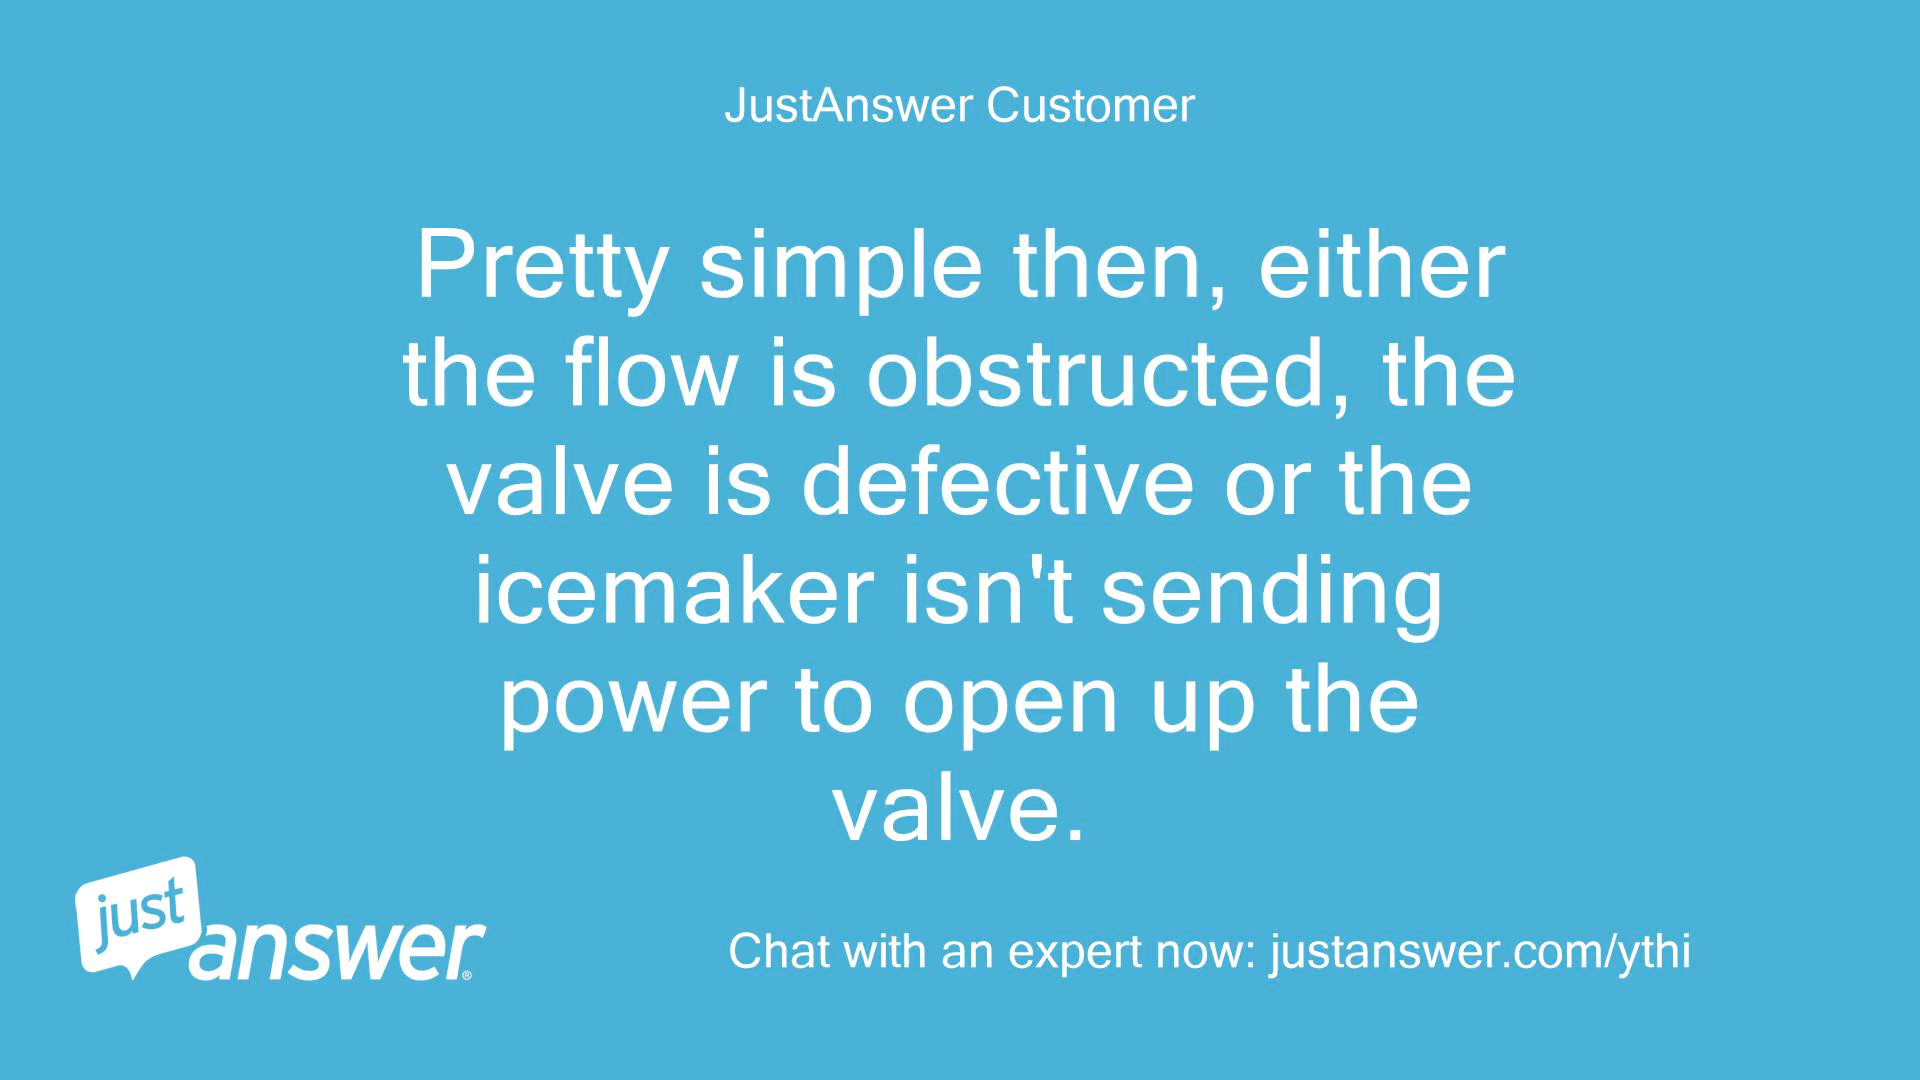 JustAnswer Customer
Pretty simple then, either
the flow is obstructed, the
valve is defective or the
icemaker isn't sending
power to open up the
valve.
just
answer®
Chat with an expert now: justanswer.com/ythi